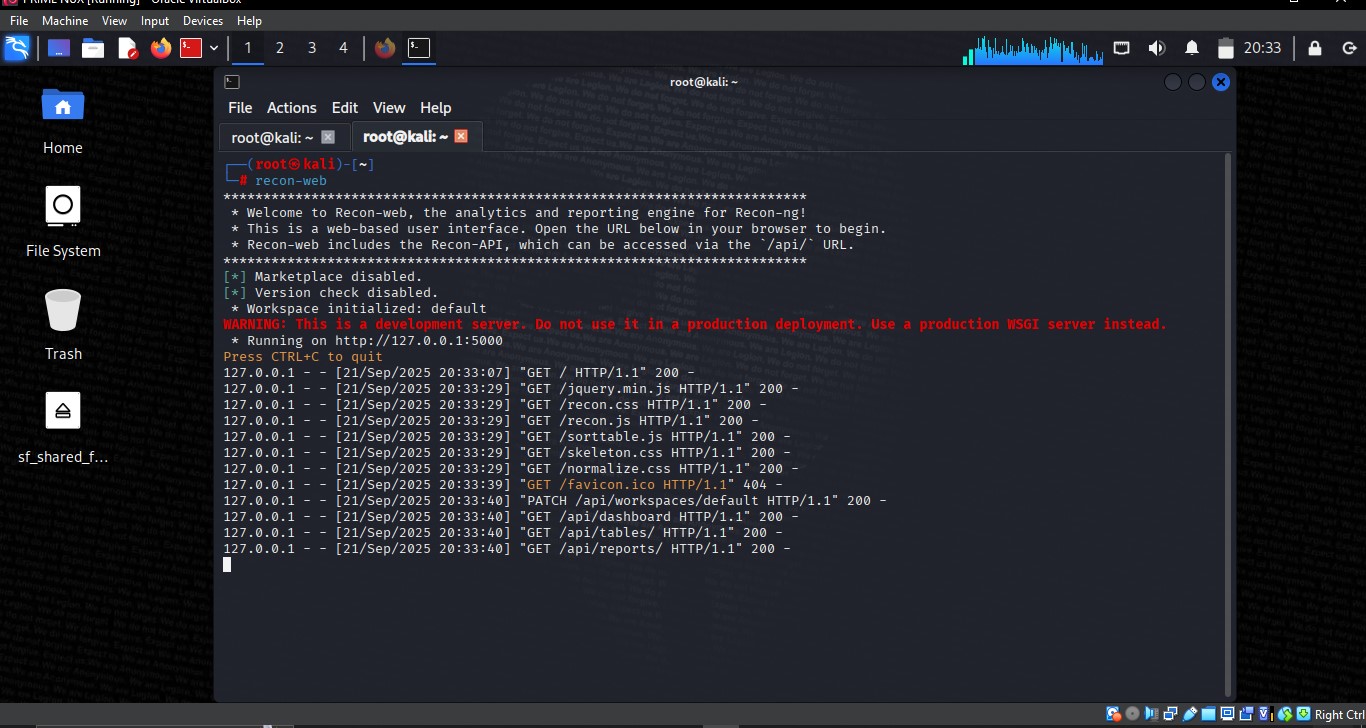 File Machine View Input Devices Help
1 2 3 4 20:33
root@kali: ~
File Actions Edit View Help
root@kali: ~ root@kali: ~
Home
File System
Trash
sf_shared_f...
┌──(root㉿kali)-[~]
└─# recon-web
*************************************************************************
* Welcome to Recon-web, the analytics and reporting engine for Recon-ng!
* This is a web-based user interface. Open the URL below in your browser to begin.
* Recon-web includes the Recon-API, which can be accessed via the `/api/` URL.
*************************************************************************
[*] Marketplace disabled.
[*] Version check disabled.
* Workspace initialized: default
WARNING: This is a development server. Do not use it in a production deployment. Use a production WSGI server instead.
* Running on http://127.0.0.1:5000
Press CTRL+C to quit
127.0.0.1 - - [21/Sep/2025 20:33:07] "GET / HTTP/1.1" 200 -
127.0.0.1 - - [21/Sep/2025 20:33:29] "GET /jquery.min.js HTTP/1.1" 200 -
127.0.0.1 - - [21/Sep/2025 20:33:29] "GET /recon.css HTTP/1.1" 200 -
127.0.0.1 - - [21/Sep/2025 20:33:29] "GET /recon.js HTTP/1.1" 200 -
127.0.0.1 - - [21/Sep/2025 20:33:29] "GET /sorttable.js HTTP/1.1" 200 -
127.0.0.1 - - [21/Sep/2025 20:33:29] "GET /skeleton.css HTTP/1.1" 200 -
127.0.0.1 - - [21/Sep/2025 20:33:29] "GET /normalize.css HTTP/1.1" 200 -
127.0.0.1 - - [21/Sep/2025 20:33:39] "GET /favicon.ico HTTP/1.1" 404 -
127.0.0.1 - - [21/Sep/2025 20:33:40] "PATCH /api/workspaces/default HTTP/1.1" 200 -
127.0.0.1 - - [21/Sep/2025 20:33:40] "GET /api/dashboard HTTP/1.1" 200 -
127.0.0.1 - - [21/Sep/2025 20:33:40] "GET /api/tables/ HTTP/1.1" 200 -
127.0.0.1 - - [21/Sep/2025 20:33:40] "GET /api/reports/ HTTP/1.1" 200 -
Right Ctrl